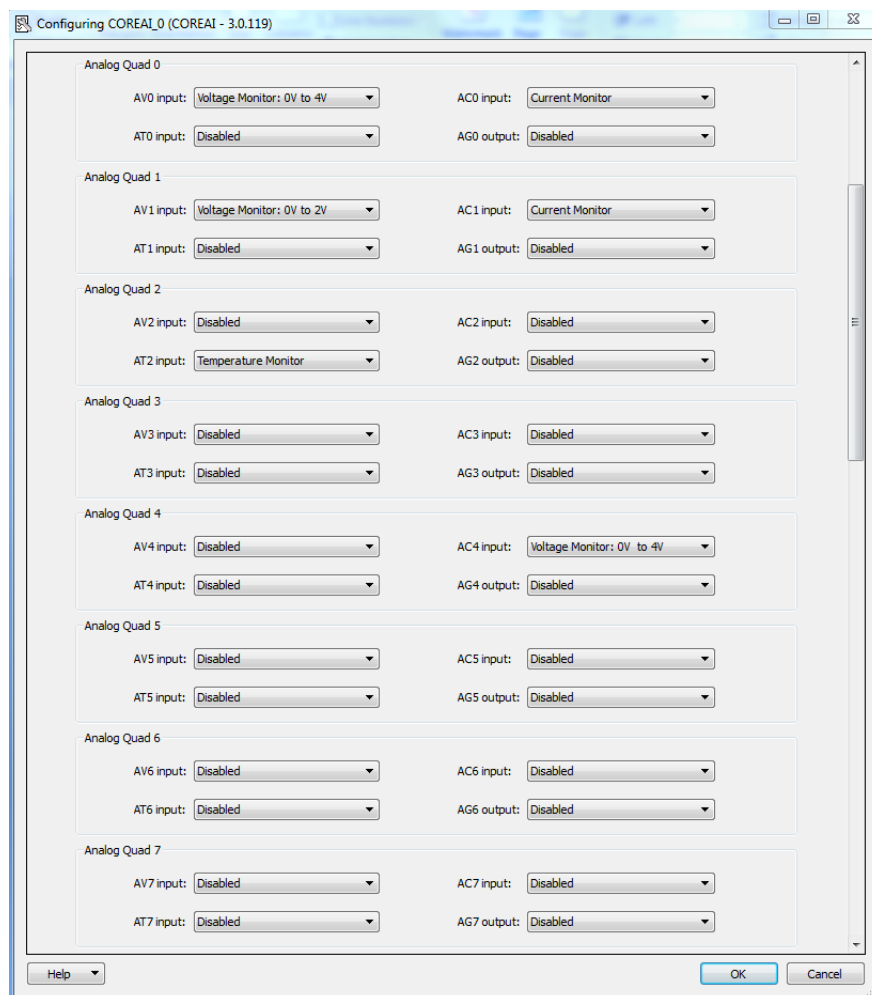 Configuring COREAI_0 (COREAI - 3.0.119)
Analog Quad 0
AV0 input: Voltage Monitor: 0V to 4V AC0 input: Current Monitor
AT0 input: Disabled AG0 output: Disabled
Analog Quad 1
AV1 input: Voltage Monitor: 0V to 2V AC1 input: Current Monitor
AT1 input: Disabled AG1 output: Disabled
Analog Quad 2
AV2 input: Disabled AC2 input: Disabled
AT2 input: Temperature Monitor AG2 output: Disabled
Analog Quad 3
AV3 input: Disabled AC3 input: Disabled
AT3 input: Disabled AG3 output: Disabled
Analog Quad 4
AV4 input: Disabled AC4 input: Voltage Monitor: 0V to 4V
AT4 input: Disabled AG4 output: Disabled
Analog Quad 5
AV5 input: Disabled AC5 input: Disabled
AT5 input: Disabled AG5 output: Disabled
Analog Quad 6
AV6 input: Disabled AC6 input: Disabled
AT6 input: Disabled AG6 output: Disabled
Analog Quad 7
AV7 input: Disabled AC7 input: Disabled
AT7 input: Disabled AG7 output: Disabled
Help OK Cancel